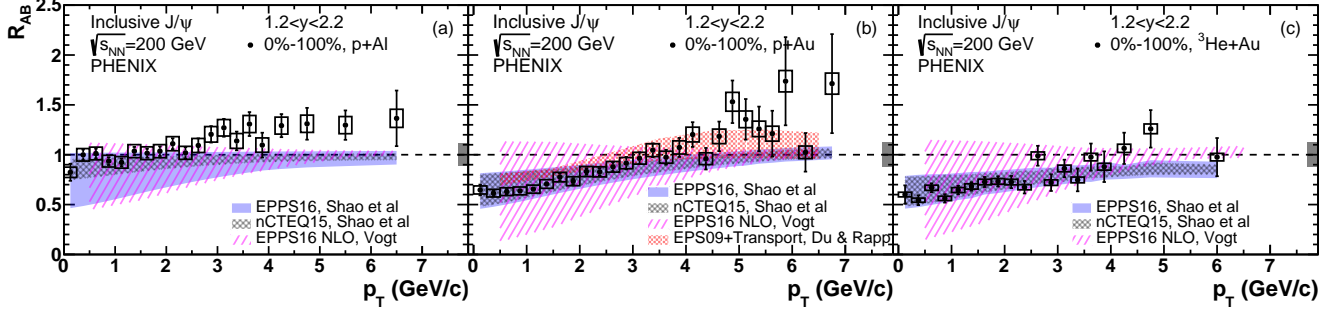 R_AB
2.5
2
1.5
1
0.5
0
Inclusive J/ψ 1.2<y<2.2 (a)
√s_NN=200 GeV • 0%-100%, p+Al
PHENIX
EPPS16, Shao et al
nCTEQ15, Shao et al
EPPS16 NLO, Vogt
0 1 2 3 4 5 6 7
p_T (GeV/c)
Inclusive J/ψ 1.2<y<2.2 (b)
√s_NN=200 GeV • 0%-100%, p+Au
PHENIX
EPPS16, Shao et al
nCTEQ15, Shao et al
EPPS16 NLO, Vogt
EPS09+Transport, Du & Rapp
0 1 2 3 4 5 6 7
p_T (GeV/c)
Inclusive J/ψ 1.2<y<2.2 (c)
√s_NN=200 GeV • 0%-100%, ³He+Au
PHENIX
EPPS16, Shao et al
nCTEQ15, Shao et al
EPPS16 NLO, Vogt
0 1 2 3 4 5 6 7
p_T (GeV/c)